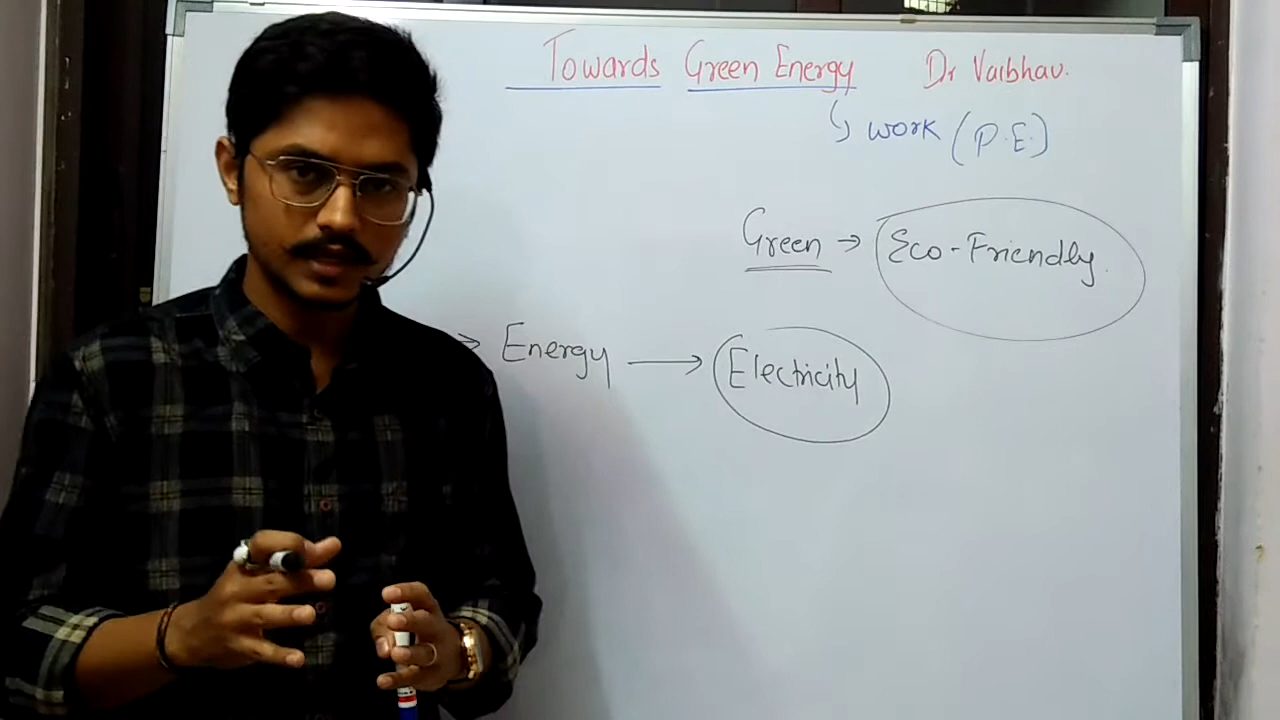 Towards Green Energy Dr Vaibhav.
↳ work (P.E.)
Green → Eco-Friendly.
→ Energy → Electricity